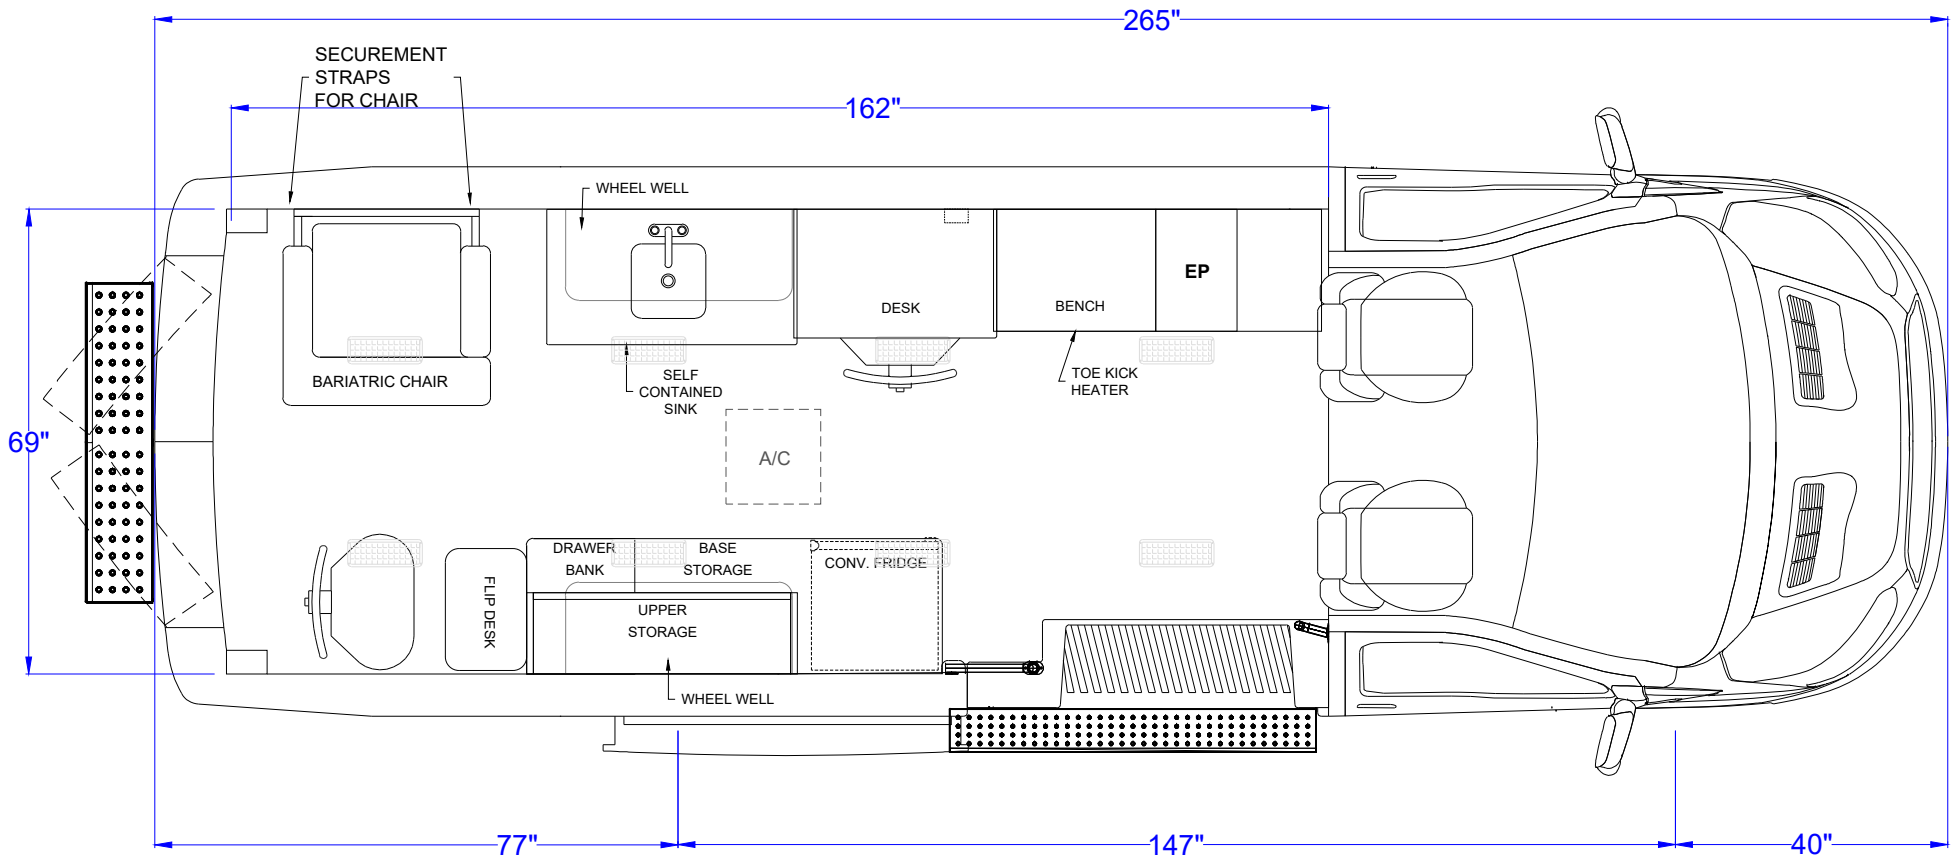 265"
SECUREMENT
STRAPS
FOR CHAIR
162"
WHEEL WELL
EP
DESK
BENCH
BARIATRIC CHAIR
SELF
CONTAINED
SINK
TOE KICK
HEATER
69"
A/C
DRAWER
BANK
BASE
STORAGE
CONV. FRIDGE
FLIP DESK
UPPER
STORAGE
WHEEL WELL
77"
147"
40"